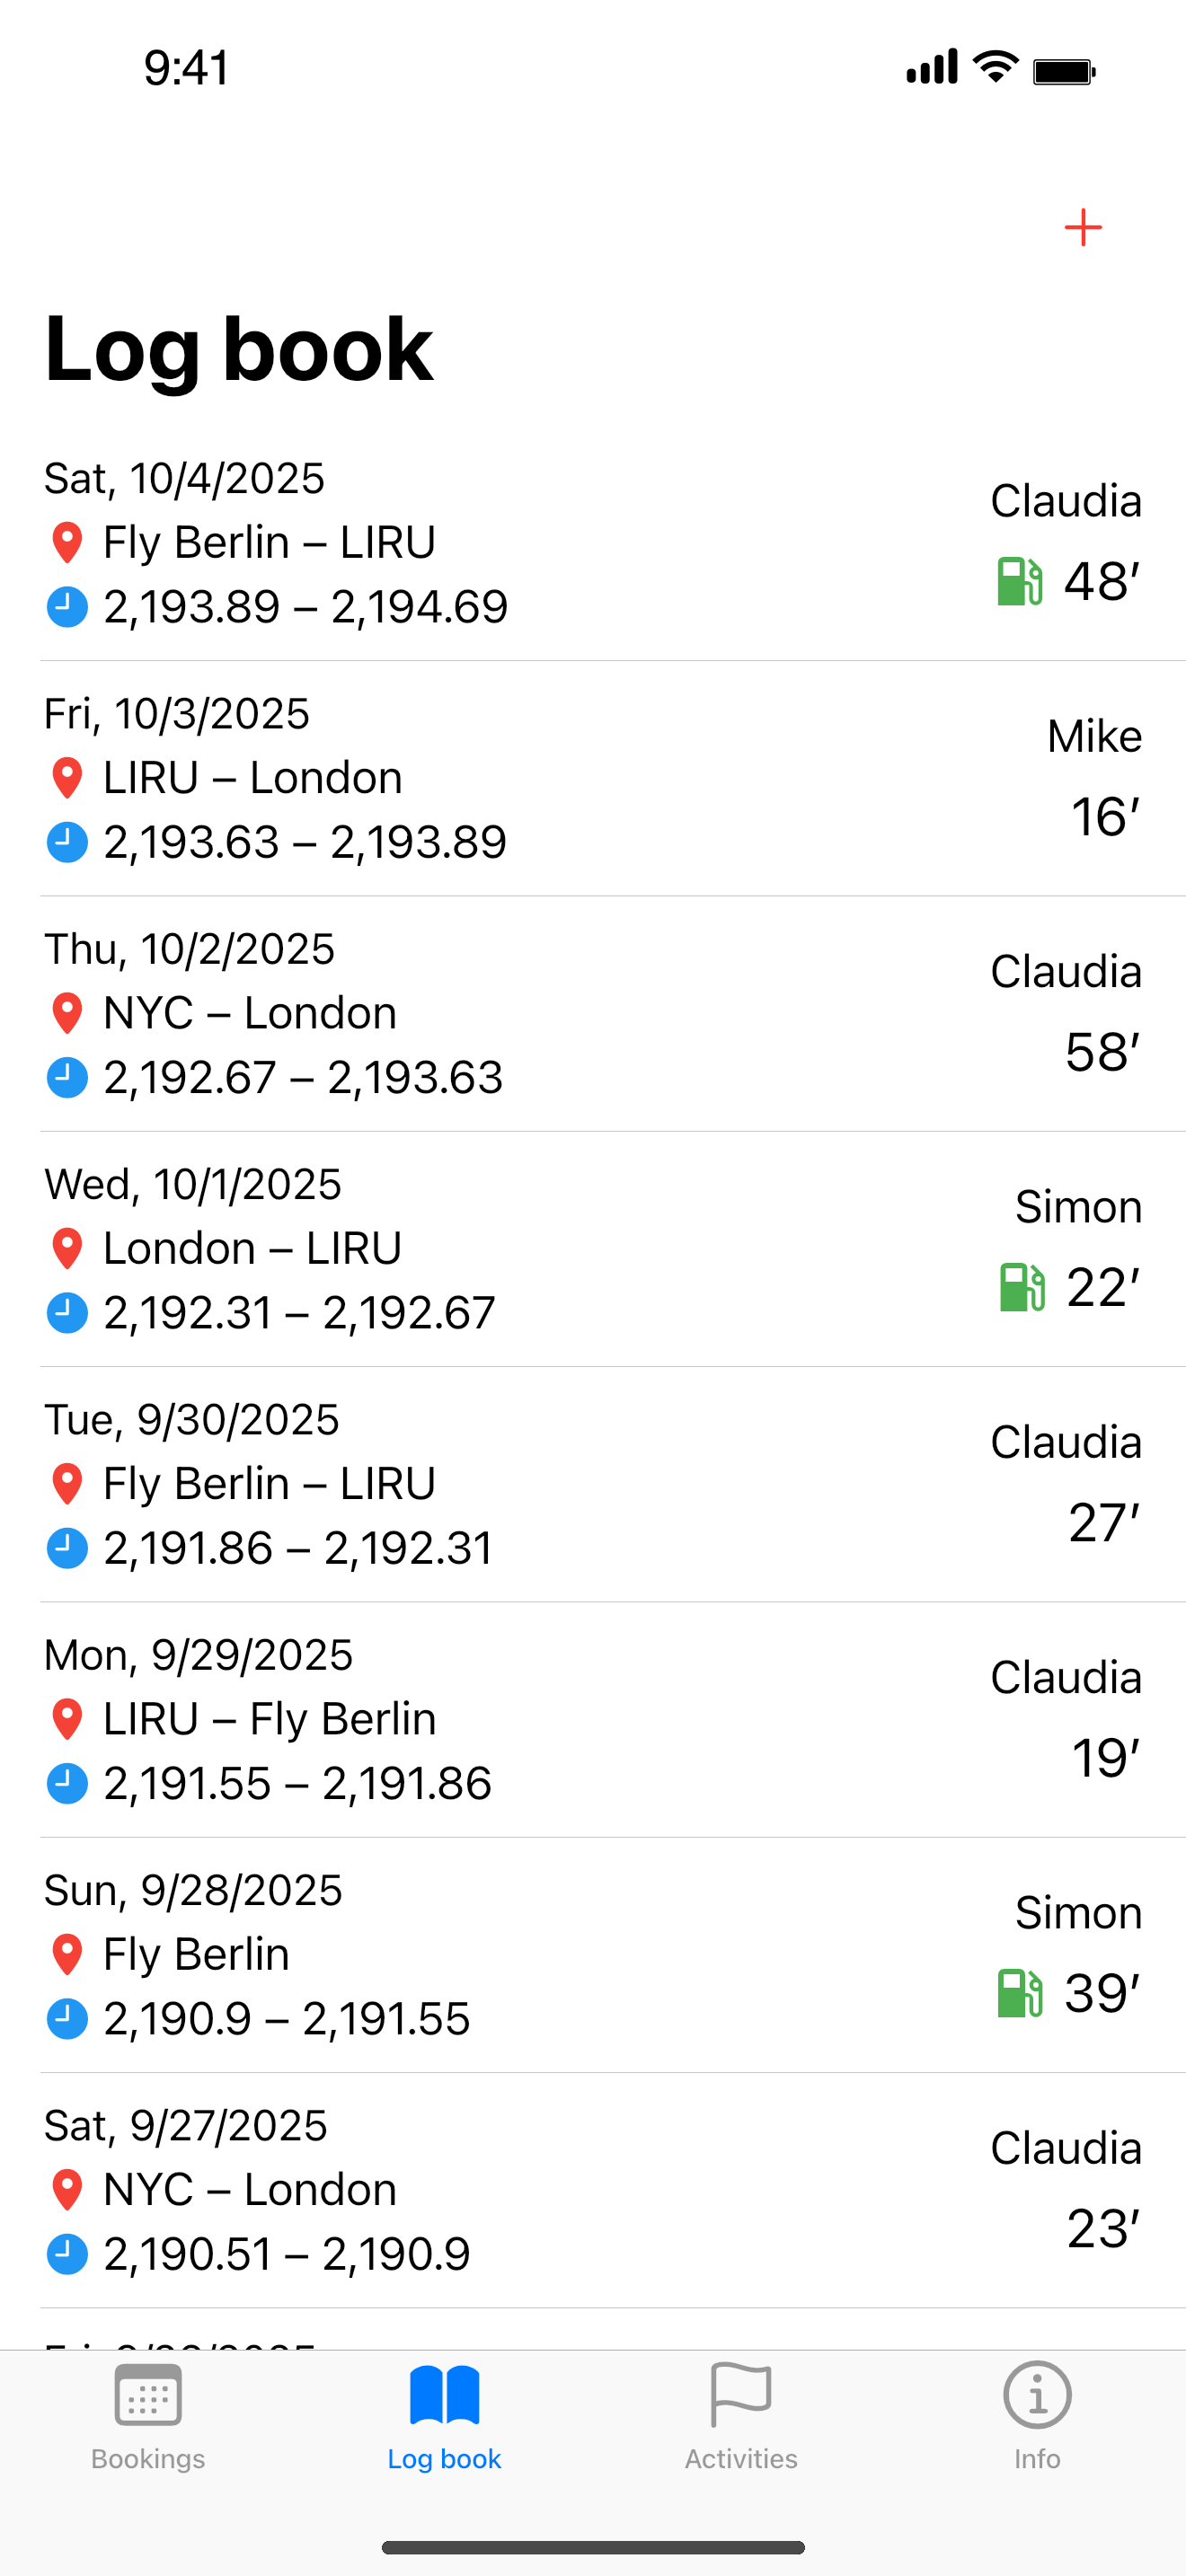 9:41
Log book
Sat, 10/4/2025
Claudia
Fly Berlin – LIRU
48′
2,193.89 – 2,194.69
Fri, 10/3/2025
Mike
LIRU – London
16′
2,193.63 – 2,193.89
Thu, 10/2/2025
Claudia
NYC – London
58′
2,192.67 – 2,193.63
Wed, 10/1/2025
Simon
London – LIRU
22′
2,192.31 – 2,192.67
Tue, 9/30/2025
Claudia
Fly Berlin – LIRU
27′
2,191.86 – 2,192.31
Mon, 9/29/2025
Claudia
LIRU – Fly Berlin
19′
2,191.55 – 2,191.86
Sun, 9/28/2025
Simon
Fly Berlin
39′
2,190.9 – 2,191.55
Sat, 9/27/2025
Claudia
NYC – London
23′
2,190.51 – 2,190.9
Bookings
Log book
Activities
Info